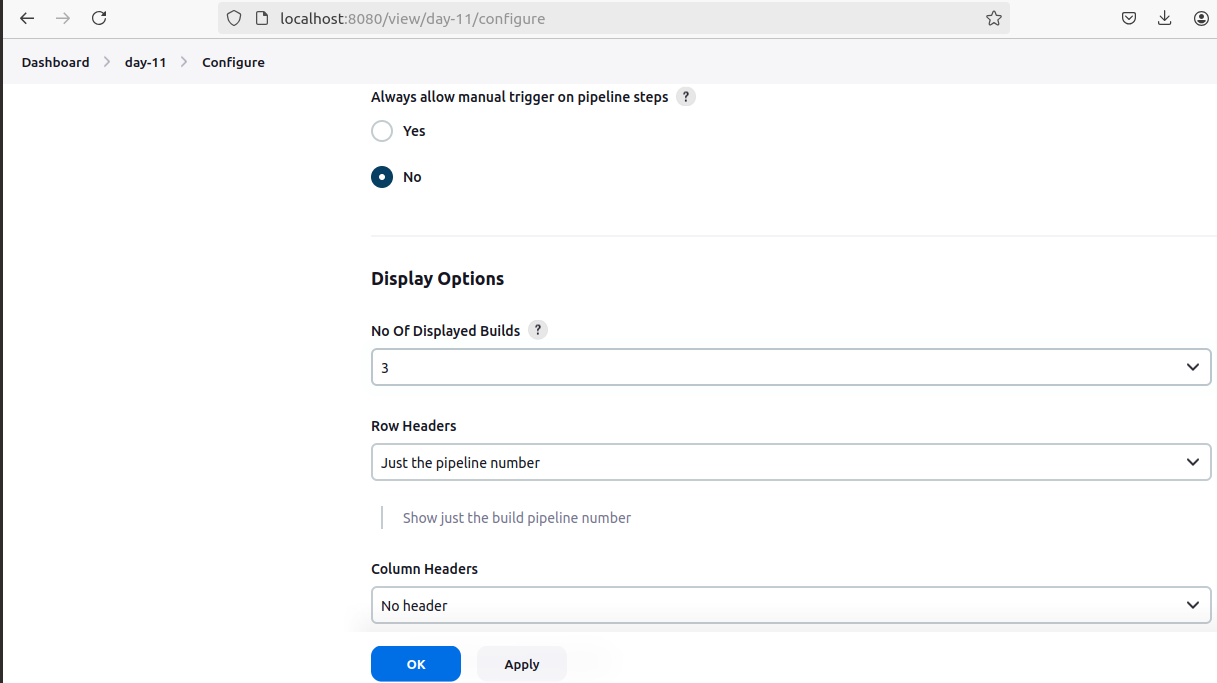 localhost:8080/view/day-11/configure
Dashboard > day-11 > Configure
Always allow manual trigger on pipeline steps ?
Yes
No
Display Options
No Of Displayed Builds ?
3
Row Headers
Just the pipeline number
Show just the build pipeline number
Column Headers
No header
OK Apply